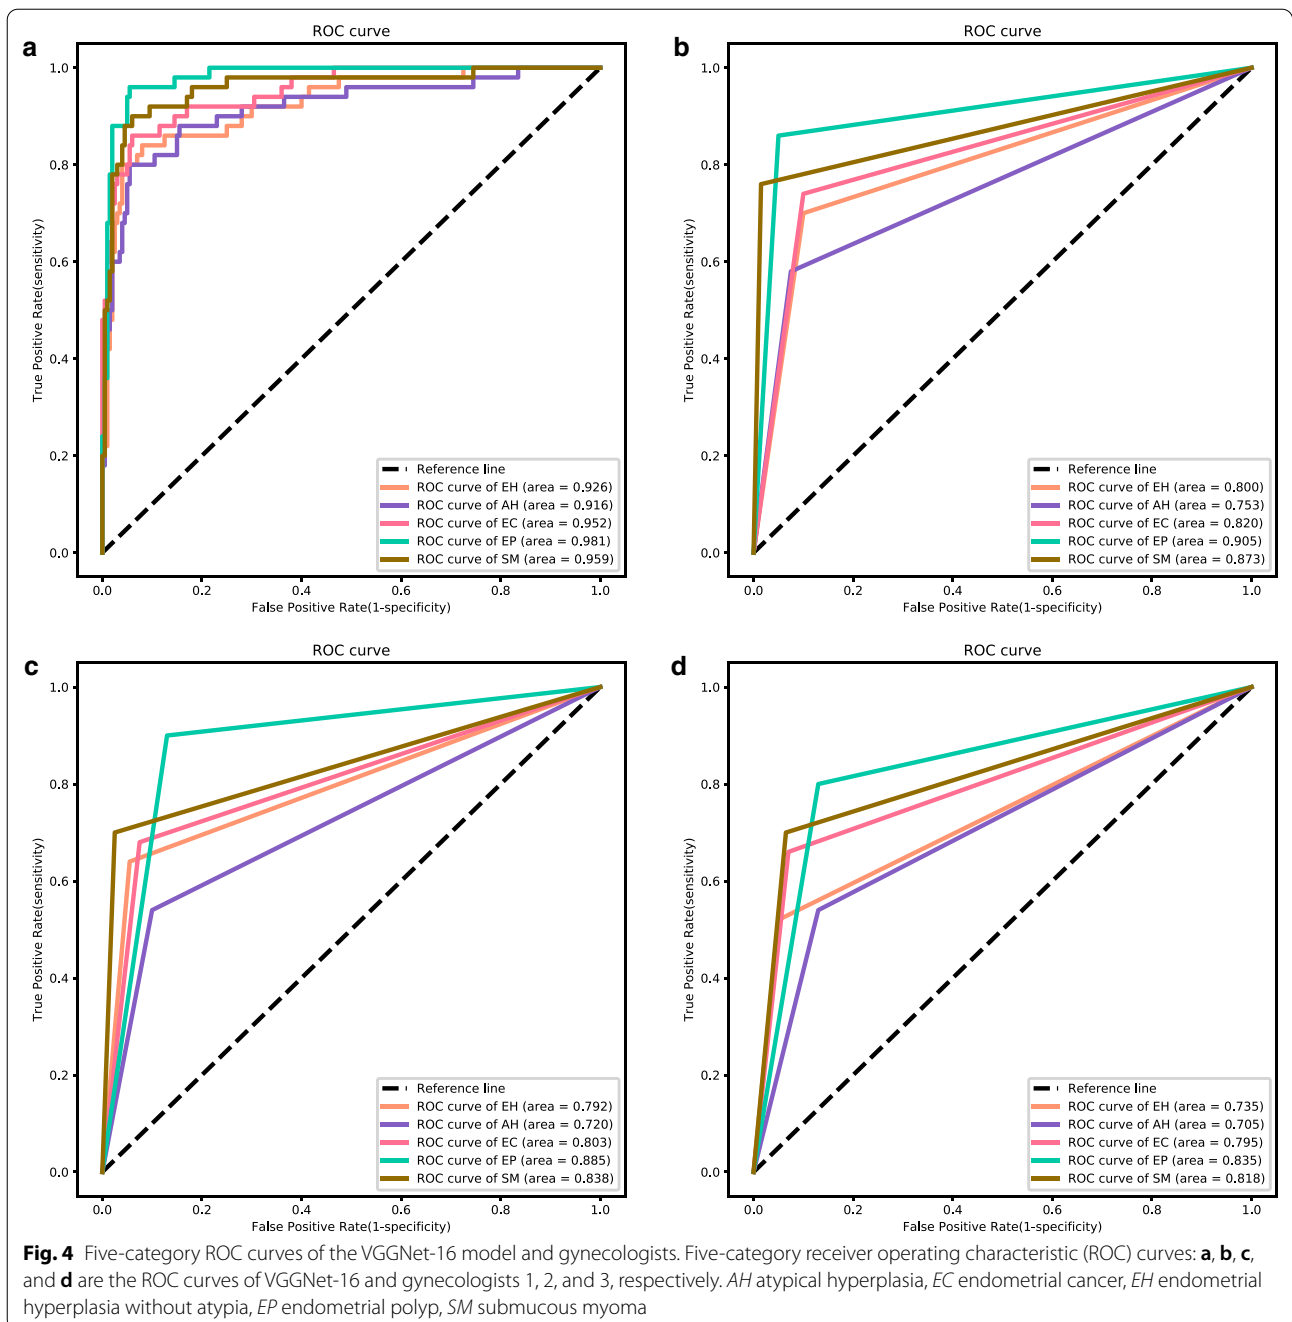 a
ROC curve
1.0
0.8
0.6
0.4
0.2
0.0
True Positive Rate(sensitivity)
Reference line
ROC curve of EH (area = 0.926)
ROC curve of AH (area = 0.916)
ROC curve of EC (area = 0.952)
ROC curve of EP (area = 0.981)
ROC curve of SM (area = 0.959)
0.0 0.2 0.4 0.6 0.8 1.0
False Positive Rate(1-specificity)
b
ROC curve
1.0
0.8
0.6
0.4
0.2
0.0
True Positive Rate(sensitivity)
Reference line
ROC curve of EH (area = 0.800)
ROC curve of AH (area = 0.753)
ROC curve of EC (area = 0.820)
ROC curve of EP (area = 0.905)
ROC curve of SM (area = 0.873)
0.0 0.2 0.4 0.6 0.8 1.0
False Positive Rate(1-specificity)
c
ROC curve
1.0
0.8
0.6
0.4
0.2
0.0
True Positive Rate(sensitivity)
Reference line
ROC curve of EH (area = 0.792)
ROC curve of AH (area = 0.720)
ROC curve of EC (area = 0.803)
ROC curve of EP (area = 0.885)
ROC curve of SM (area = 0.838)
0.0 0.2 0.4 0.6 0.8 1.0
False Positive Rate(1-specificity)
d
ROC curve
1.0
0.8
0.6
0.4
0.2
0.0
True Positive Rate(sensitivity)
Reference line
ROC curve of EH (area = 0.735)
ROC curve of AH (area = 0.705)
ROC curve of EC (area = 0.795)
ROC curve of EP (area = 0.835)
ROC curve of SM (area = 0.818)
0.0 0.2 0.4 0.6 0.8 1.0
False Positive Rate(1-specificity)
Fig. 4 Five-category ROC curves of the VGGNet-16 model and gynecologists. Five-category receiver operating characteristic (ROC) curves: a, b, c,
and d are the ROC curves of VGGNet-16 and gynecologists 1, 2, and 3, respectively. AH atypical hyperplasia, EC endometrial cancer, EH endometrial
hyperplasia without atypia, EP endometrial polyp, SM submucous myoma